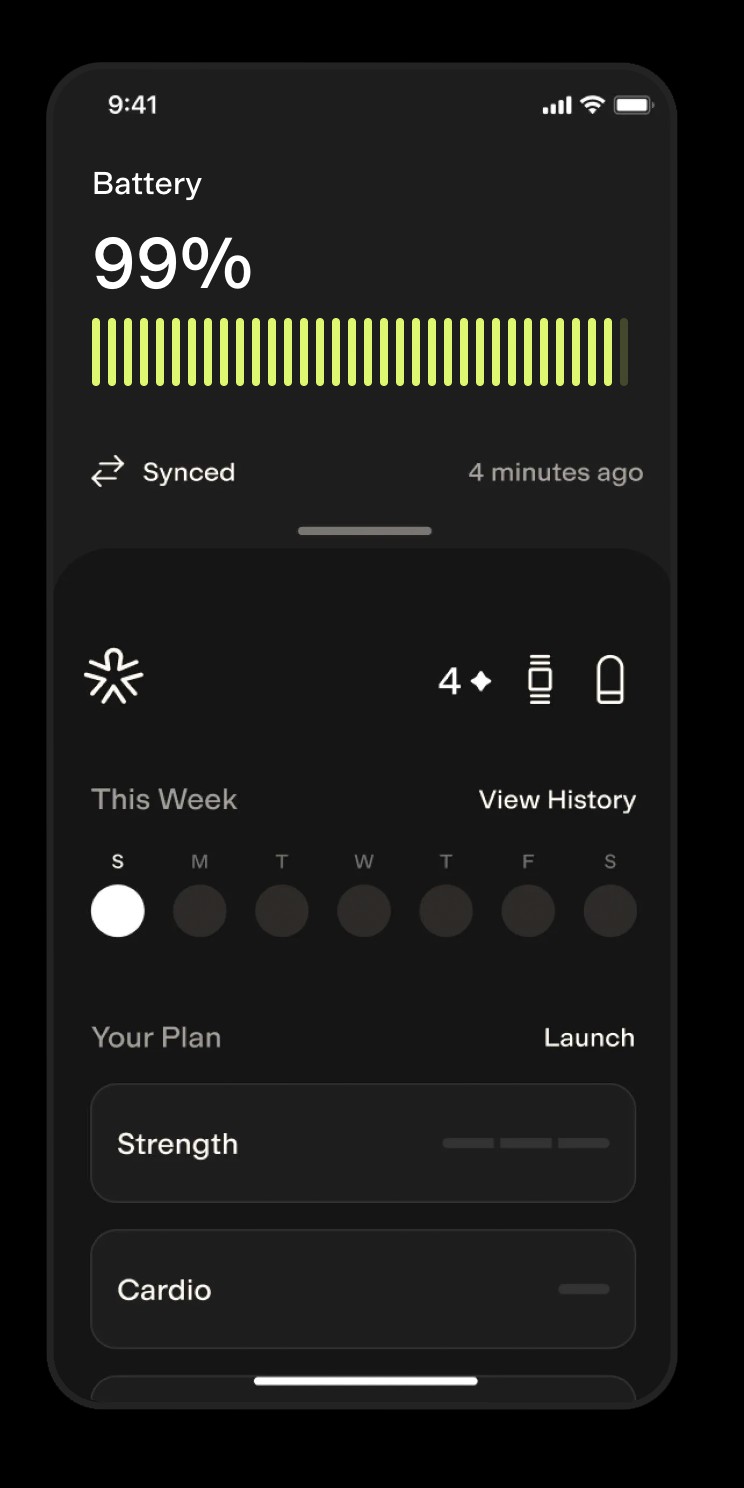 9:41
Battery
99%
Synced 4 minutes ago
4
This Week View History
S M T W T F S
Your Plan Launch
Strength
Cardio